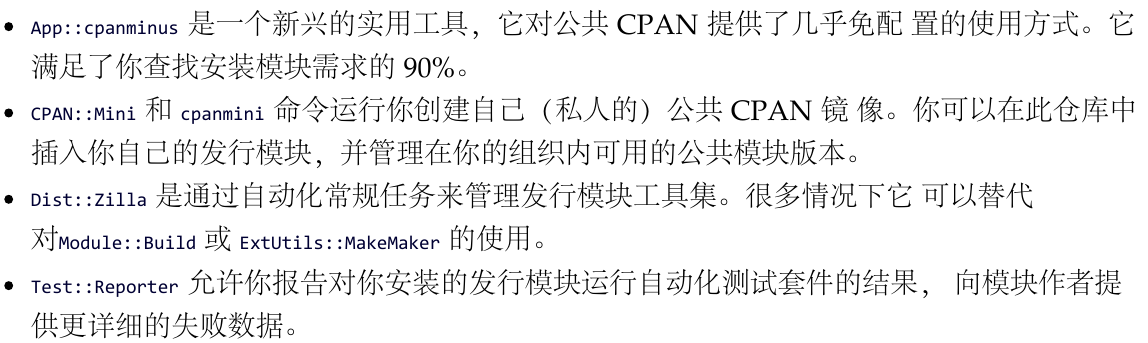 • App::cpanminus 是一个新兴的实用工具，它对公共 CPAN 提供了几乎免配 置的使用方式。它
满足了你查找安装模块需求的 90%。
• CPAN::Mini 和 cpanmini 命令运行你创建自己（私人的）公共 CPAN 镜 像。你可以在此仓库中
插入你自己的发行模块，并管理在你的组织内可用的公共模块版本。
• Dist::Zilla 是通过自动化常规任务来管理发行模块工具集。很多情况下它 可以替代
对Module::Build 或 ExtUtils::MakeMaker 的使用。
• Test::Reporter 允许你报告对你安装的发行模块运行自动化测试套件的结果， 向模块作者提
供更详细的失败数据。